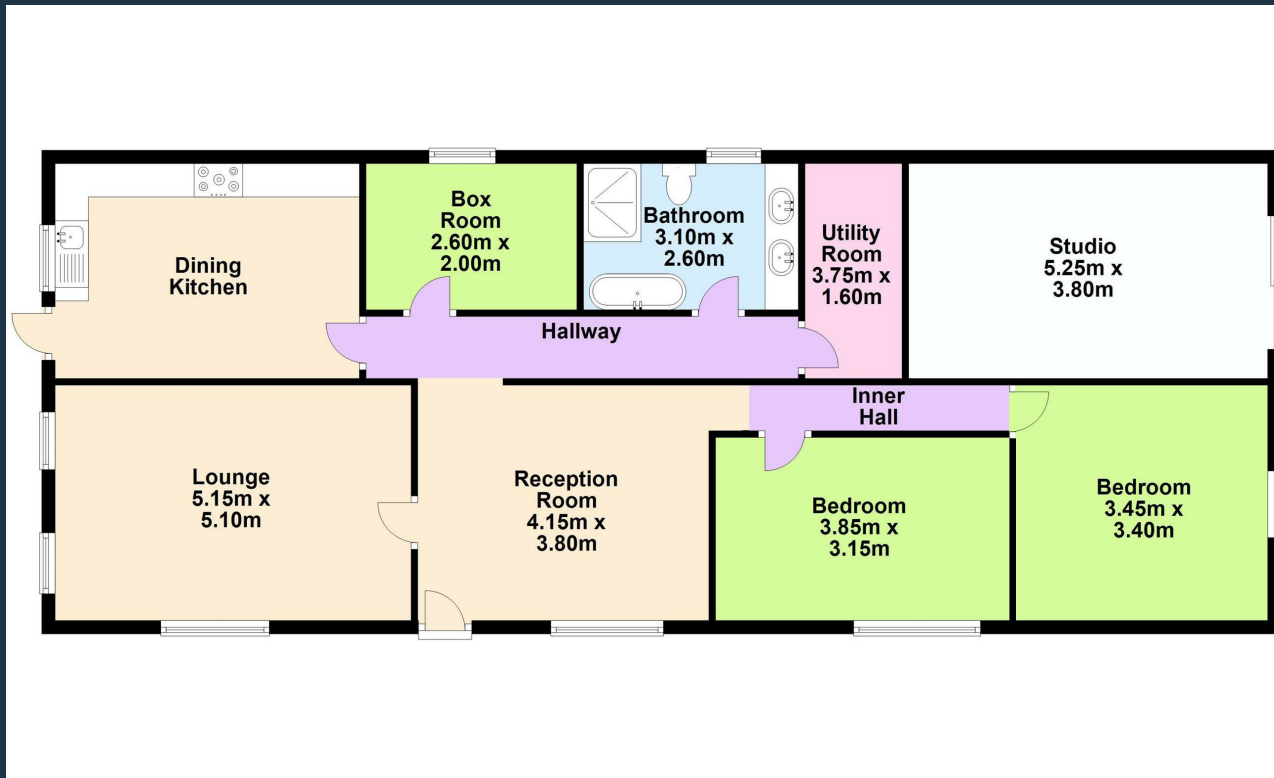 Dining
Kitchen
Box
Room
2.60m x
2.00m
Bathroom
3.10m x
2.60m
Utility
Room
3.75m x
1.60m
Studio
5.25m x
3.80m
Hallway
Inner
Hall
Lounge
5.15m x
5.10m
Reception
Room
4.15m x
3.80m
Bedroom
3.85m x
3.15m
Bedroom
3.45m x
3.40m